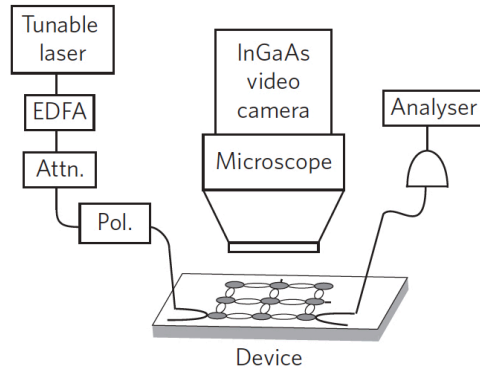 Tunable
laser
EDFA
Attn.
Pol.
InGaAs
video
camera
Microscope
Analyser
Device